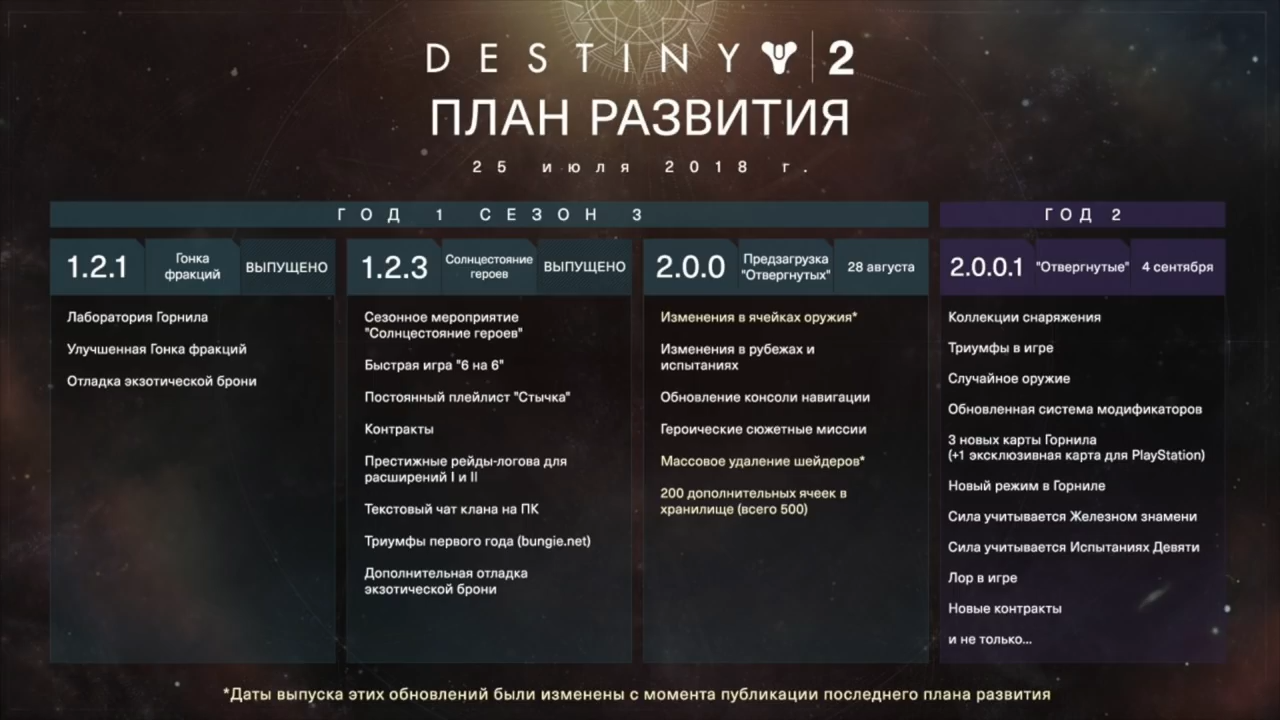 DESTINY 2
ПЛАН РАЗВИТИЯ
25 июля 2018 г.
ГОД 1 СЕЗОН 3
1.2.1
Гонка
фракций
ВЫПУЩЕНО
Лаборатория Горнила
Улучшенная Гонка фракций
Отладка экзотической брони
1.2.3
Солнцестояние
героев
ВЫПУЩЕНО
Сезонное мероприятие
"Солнцестояние героев"
Быстрая игра "6 на 6"
Постоянный плейлист "Стычка"
Контракты
Престижные рейды-логова для
расширений I и II
Текстовый чат клана на ПК
Триумфы первого года (bungie.net)
Дополнительная отладка
экзотической брони
2.0.0
Предзагрузка
"Отвергнутых"
28 августа
Изменения в ячейках оружия*
Изменения в рубежах и
испытаниях
Обновление консоли навигации
Героические сюжетные миссии
Массовое удаление шейдеров*
200 дополнительных ячеек в
хранилище (всего 500)
ГОД 2
2.0.0.1
"Отвергнутые"
4 сентября
Коллекции снаряжения
Триумфы в игре
Случайное оружие
Обновленная система модификаторов
3 новых карты Горнила
(+1 эксклюзивная карта для PlayStation)
Новый режим в Горниле
Сила учитывается Железном знамени
Сила учитывается Испытаниях Девяти
Лор в игре
Новые контракты
и не только...
*Даты выпуска этих обновлений были изменены с момента публикации последнего плана развития